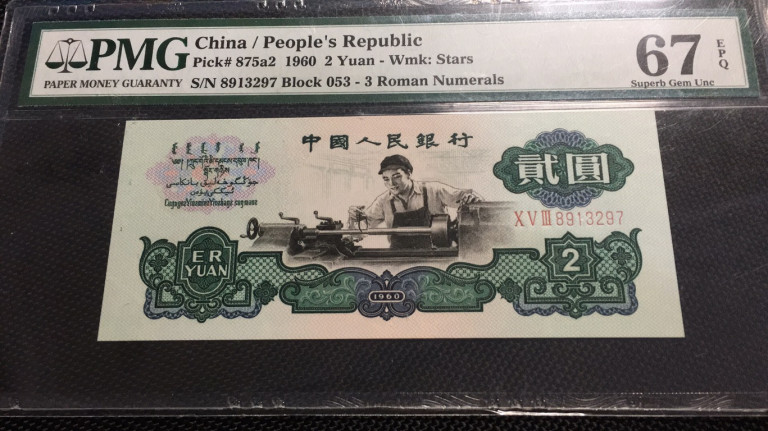 PMG
PAPER MONEY GUARANTY
China / People's Republic
Pick# 875a2 1960 2 Yuan - Wmk: Stars
S/N 8913297 Block 053 - 3 Roman Numerals
67 EPQ
Superb Gem Unc
中國人民銀行
貳圓
XVIII 8913297
ER
YUAN
2
1960